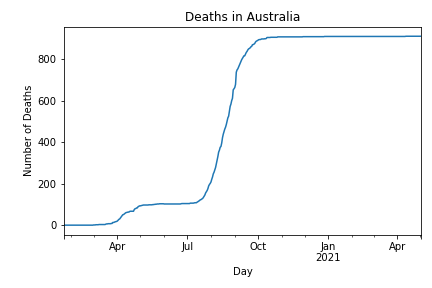 Deaths in Australia
800
600
400
200
0
Number of Deaths
Apr
Jul
Oct
Jan
2021
Apr
Day